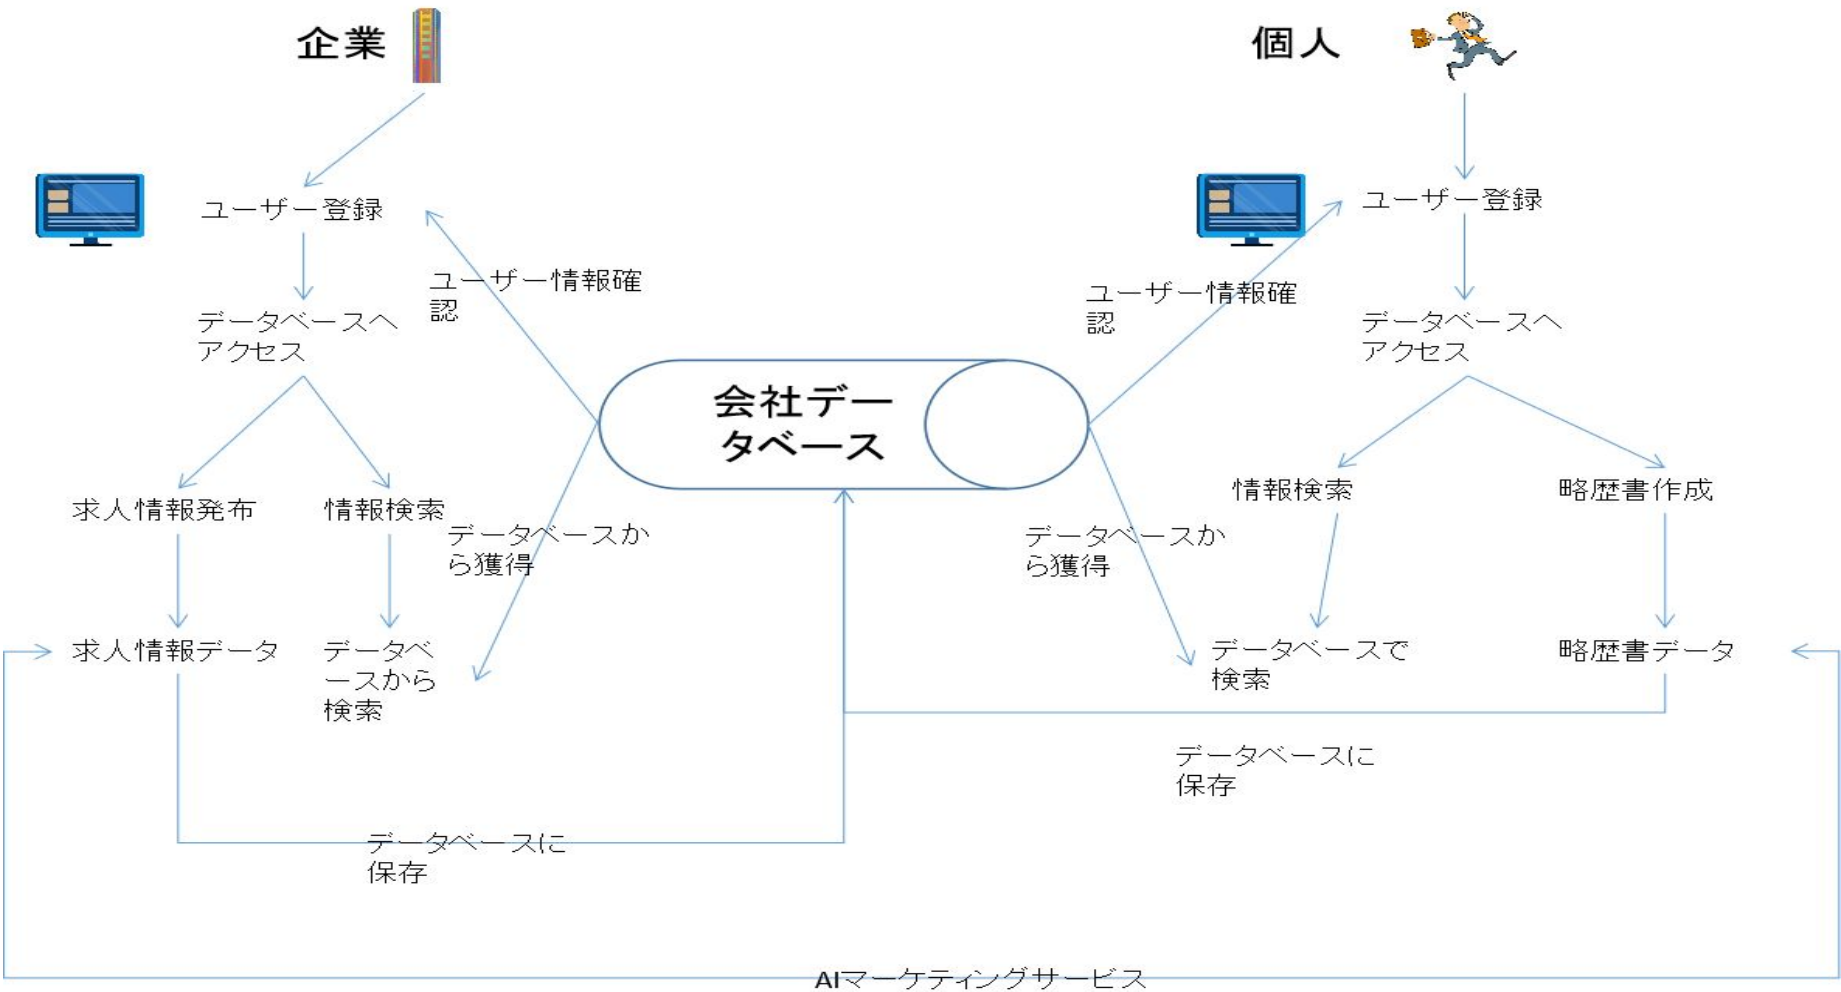 企業
個人
ユーザー登録
ユーザー登録
ユーザー情報確
認
ユーザー情報確
認
データベースへ
アクセス
データベースへ
アクセス
会社デー
タベース
求人情報発布
情報検索
データベースか
ら獲得
データベースか
ら獲得
情報検索
略歴書作成
求人情報データ
データベ
ースから
検索
データベースで
検索
略歴書データ
データベースに
保存
データベースに
保存
AIマーケティングサービス